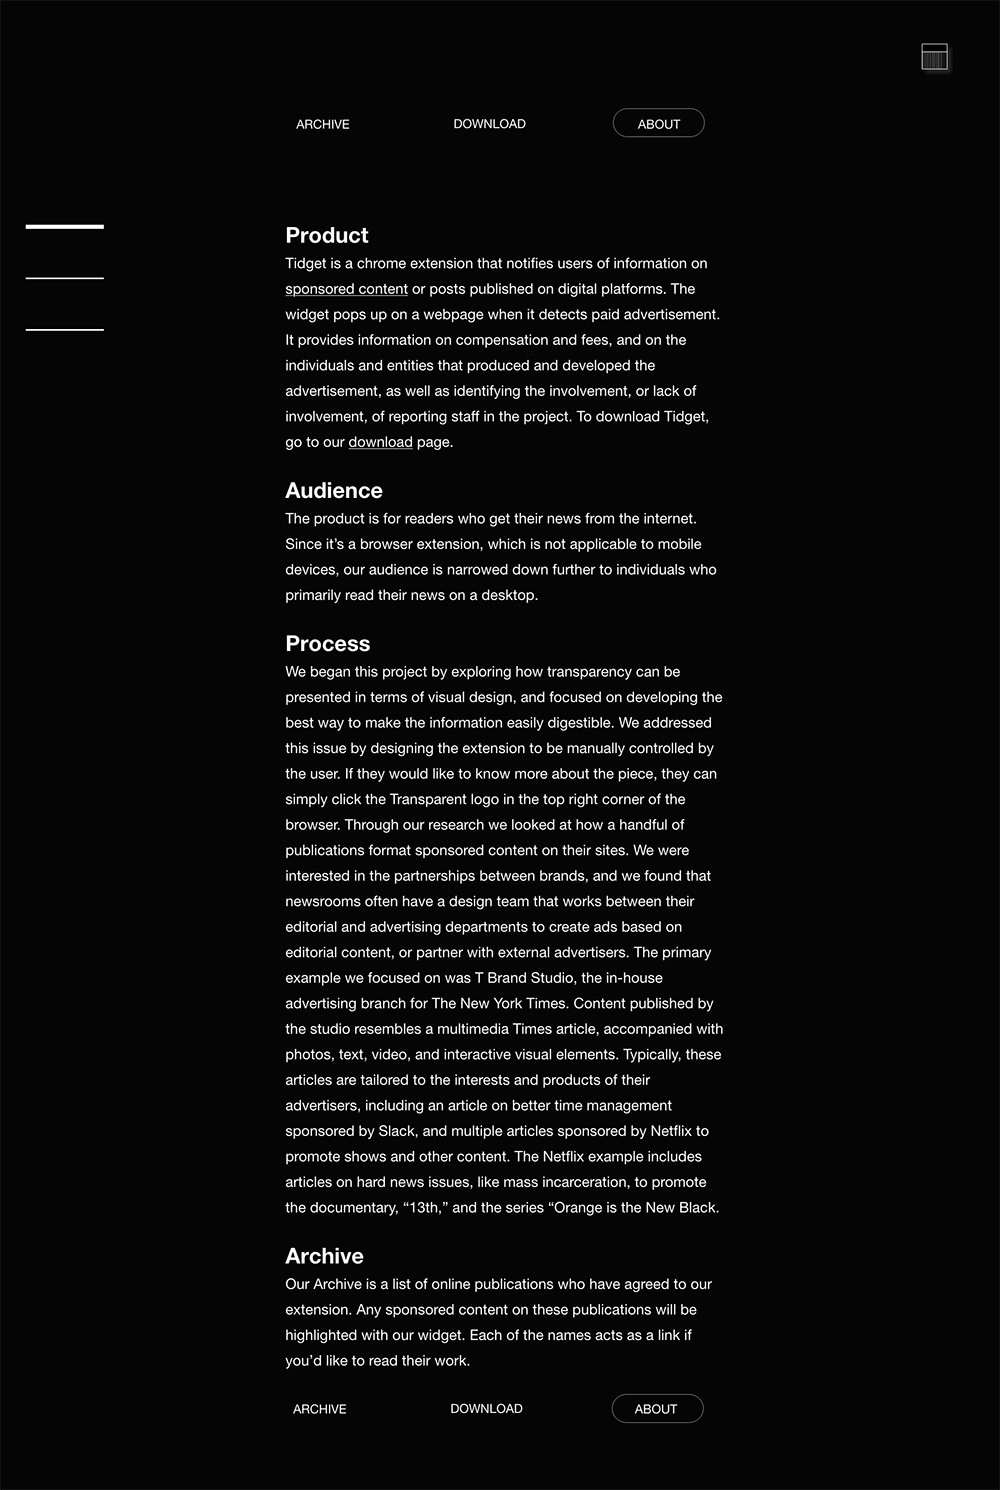 ARCHIVE DOWNLOAD ABOUT
Product
Tidget is a chrome extension that notifies users of information on
sponsored content or posts published on digital platforms. The
widget pops up on a webpage when it detects paid advertisement.
It provides information on compensation and fees, and on the
individuals and entities that produced and developed the
advertisement, as well as identifying the involvement, or lack of
involvement, of reporting staff in the project. To download Tidget,
go to our download page.
Audience
The product is for readers who get their news from the internet.
Since it’s a browser extension, which is not applicable to mobile
devices, our audience is narrowed down further to individuals who
primarily read their news on a desktop.
Process
We began this project by exploring how transparency can be
presented in terms of visual design, and focused on developing the
best way to make the information easily digestible. We addressed
this issue by designing the extension to be manually controlled by
the user. If they would like to know more about the piece, they can
simply click the Transparent logo in the top right corner of the
browser. Through our research we looked at how a handful of
publications format sponsored content on their sites. We were
interested in the partnerships between brands, and we found that
newsrooms often have a design team that works between their
editorial and advertising departments to create ads based on
editorial content, or partner with external advertisers. The primary
example we focused on was T Brand Studio, the in-house
advertising branch for The New York Times. Content published by
the studio resembles a multimedia Times article, accompanied with
photos, text, video, and interactive visual elements. Typically, these
articles are tailored to the interests and products of their
advertisers, including an article on better time management
sponsored by Slack, and multiple articles sponsored by Netflix to
promote shows and other content. The Netflix example includes
articles on hard news issues, like mass incarceration, to promote
the documentary, “13th,” and the series “Orange is the New Black.
Archive
Our Archive is a list of online publications who have agreed to our
extension. Any sponsored content on these publications will be
highlighted with our widget. Each of the names acts as a link if
you’d like to read their work.
ARCHIVE DOWNLOAD ABOUT